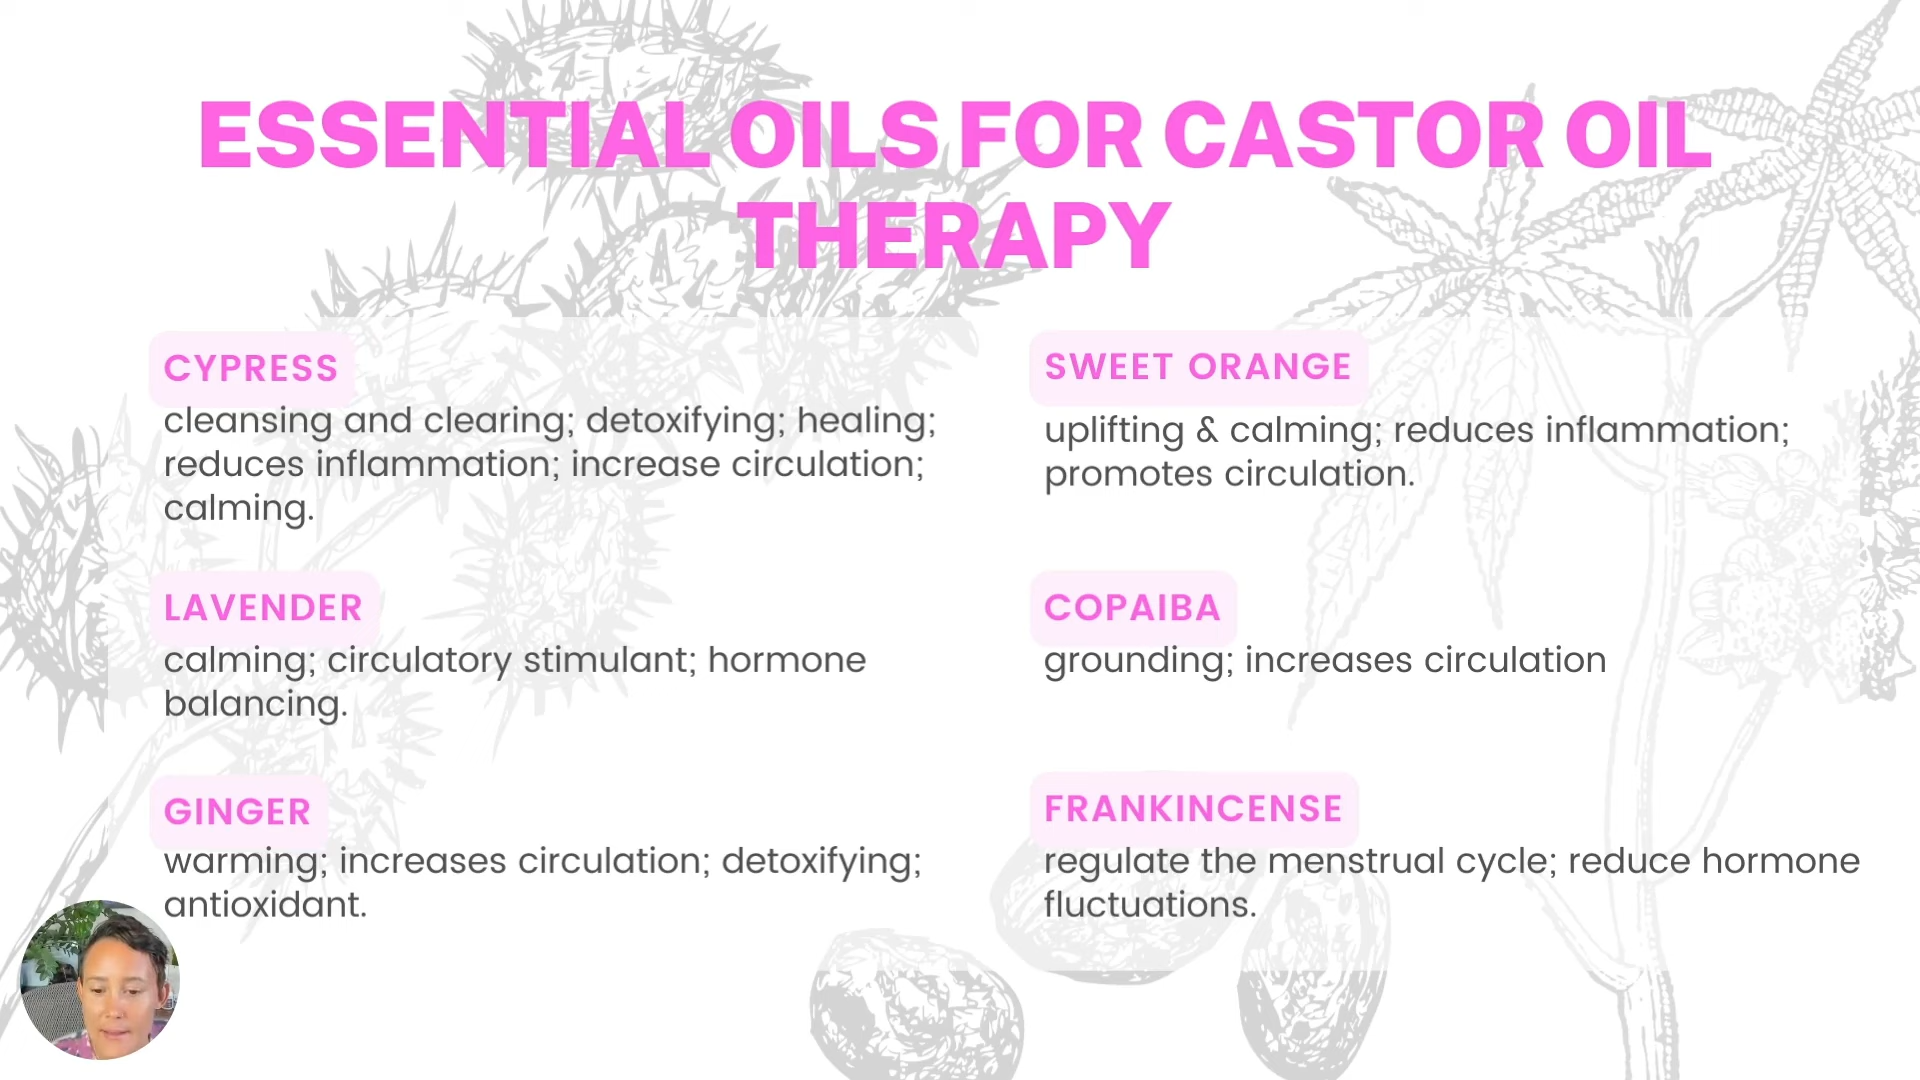 ESSENTIAL OILS FOR CASTOR OIL
THERAPY
CYPRESS
cleansing and clearing; detoxifying; healing;
reduces inflammation; increase circulation;
calming.
LAVENDER
calming; circulatory stimulant; hormone
balancing.
GINGER
warming; increases circulation; detoxifying;
antioxidant.
SWEET ORANGE
uplifting & calming; reduces inflammation;
promotes circulation.
COPAIBA
grounding; increases circulation
FRANKINCENSE
regulate the menstrual cycle; reduce hormone
fluctuations.